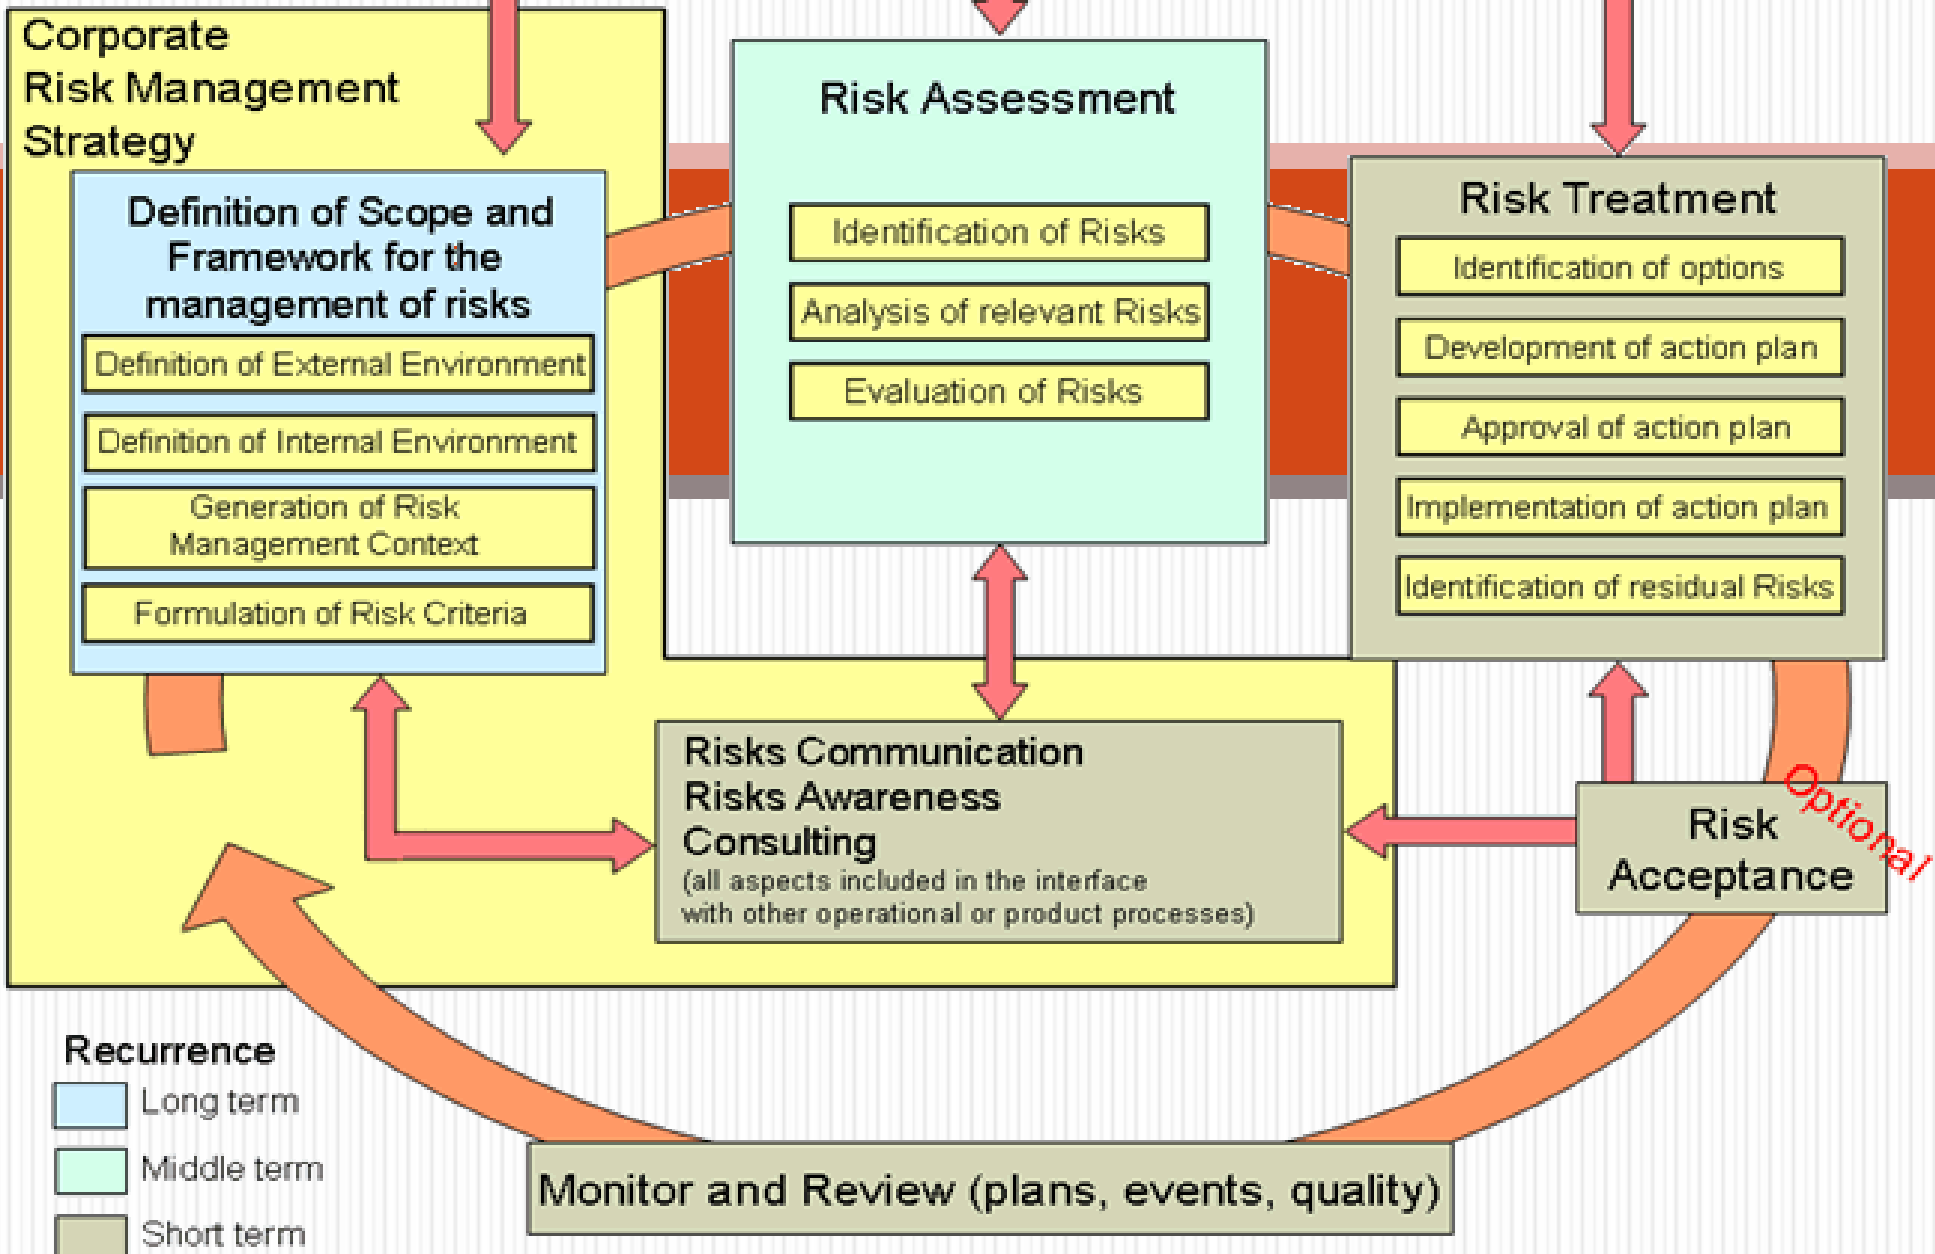 Corporate
Risk Management
Strategy
Definition of Scope and
Framework for the
management of risks
Definition of External Environment
Definition of Internal Environment
Generation of Risk
Management Context
Formulation of Risk Criteria
Risk Assessment
Identification of Risks
Analysis of relevant Risks
Evaluation of Risks
Risk Treatment
Identification of options
Development of action plan
Approval of action plan
Implementation of action plan
Identification of residual Risks
Risks Communication
Risks Awareness
Consulting
(all aspects included in the interface
with other operational or product processes)
Risk
Acceptance
Optional
Monitor and Review (plans, events, quality)
Recurrence
Long term
Middle term
Short term